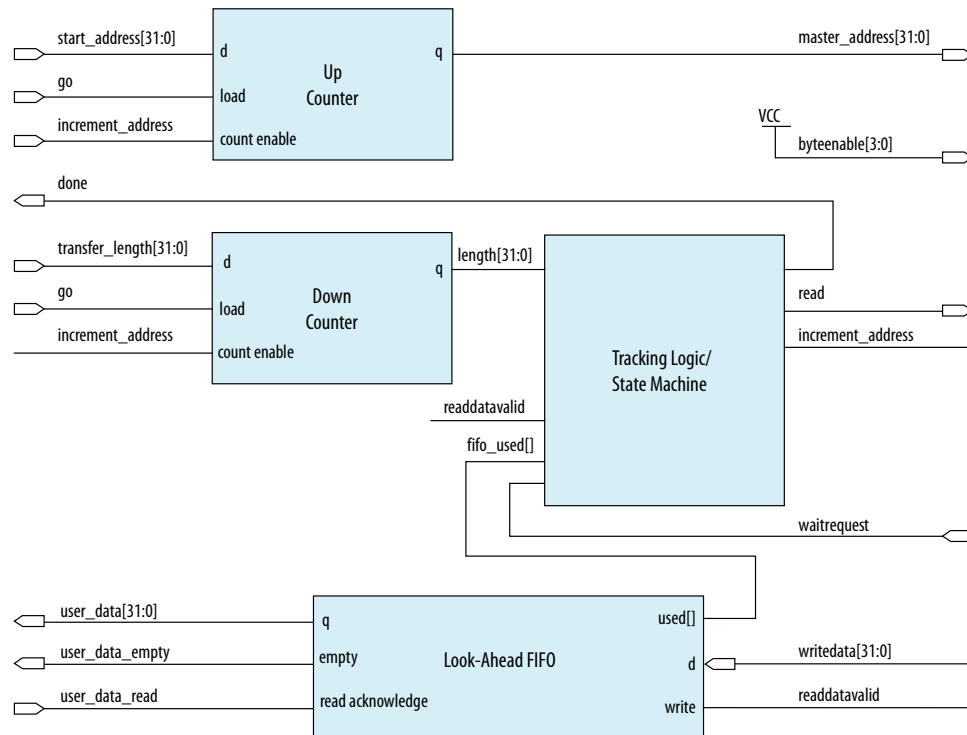 start_address[31:0]
d
q
master_address[31:0]
go
load
Up
Counter
increment_address
count enable
VCC
byteenable[3:0]
done
transfer_length[31:0]
d
q
length[31:0]
go
load
Down
Counter
read
increment_address
count enable
increment_address
Tracking Logic/
State Machine
readdatavalid
fifo_used[]
waitrequest
user_data[31:0]
q
used[]
user_data_empty
empty
Look-Ahead FIFO
d
writedata[31:0]
user_data_read
read acknowledge
write
readdatavalid